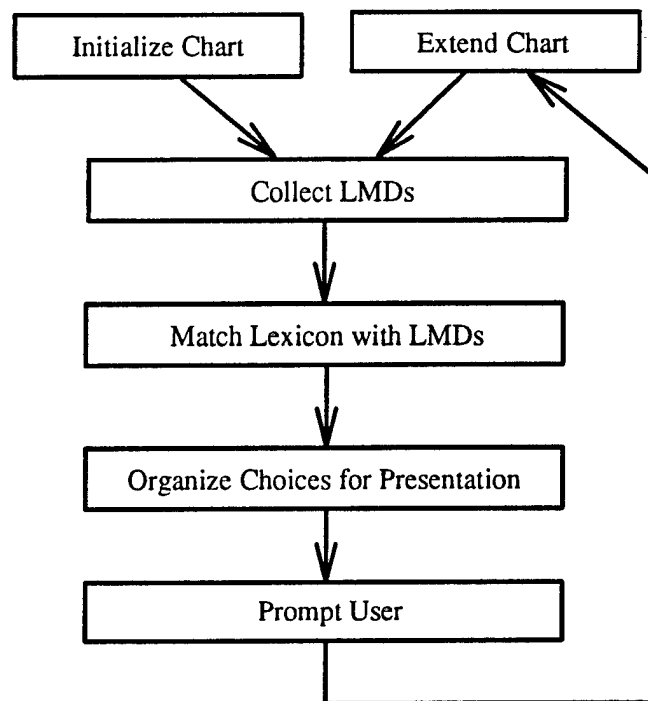 Initialize Chart
Extend Chart
Collect LMDs
Match Lexicon with LMDs
Organize Choices for Presentation
Prompt User